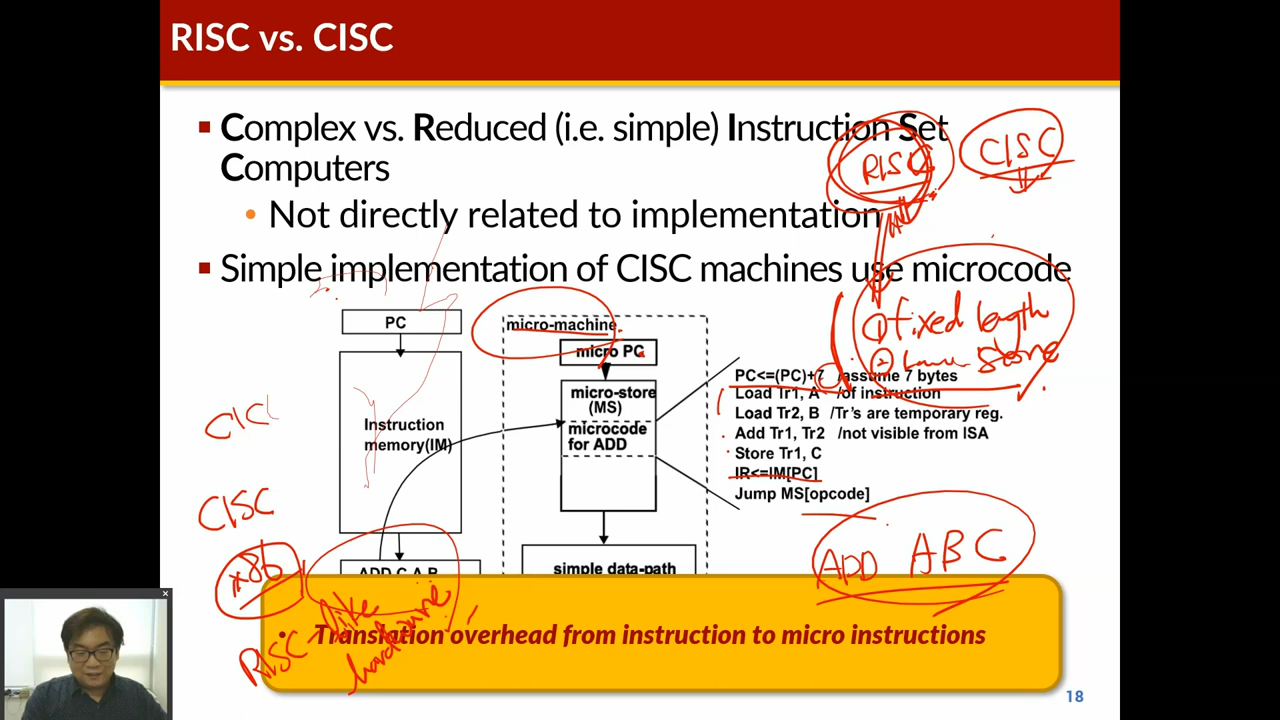 RISC vs. CISC
Complex vs. Reduced (i.e. simple) Instruction Set
Computers
RISC
CISC
Not directly related to implementation
Simple implementation of CISC machines use microcode
① fixed length
② Store
PC
micro-machine
micro PC
micro-store
(MS)
microcode
for ADD
Instruction
memory(IM)
PC<=(PC)+7 /assume 7 bytes
Load Tr1, A /of instruction
Load Tr2, B /Tr's are temporary reg.
Add Tr1, Tr2 /not visible from ISA
Store Tr1, C
IR<=IM[PC]
Jump MS[opcode]
CISC
x86
ADD C A B
simple data-path
ADD A B C
RISC-like
hardware
Translation overhead from instruction to micro instructions
18